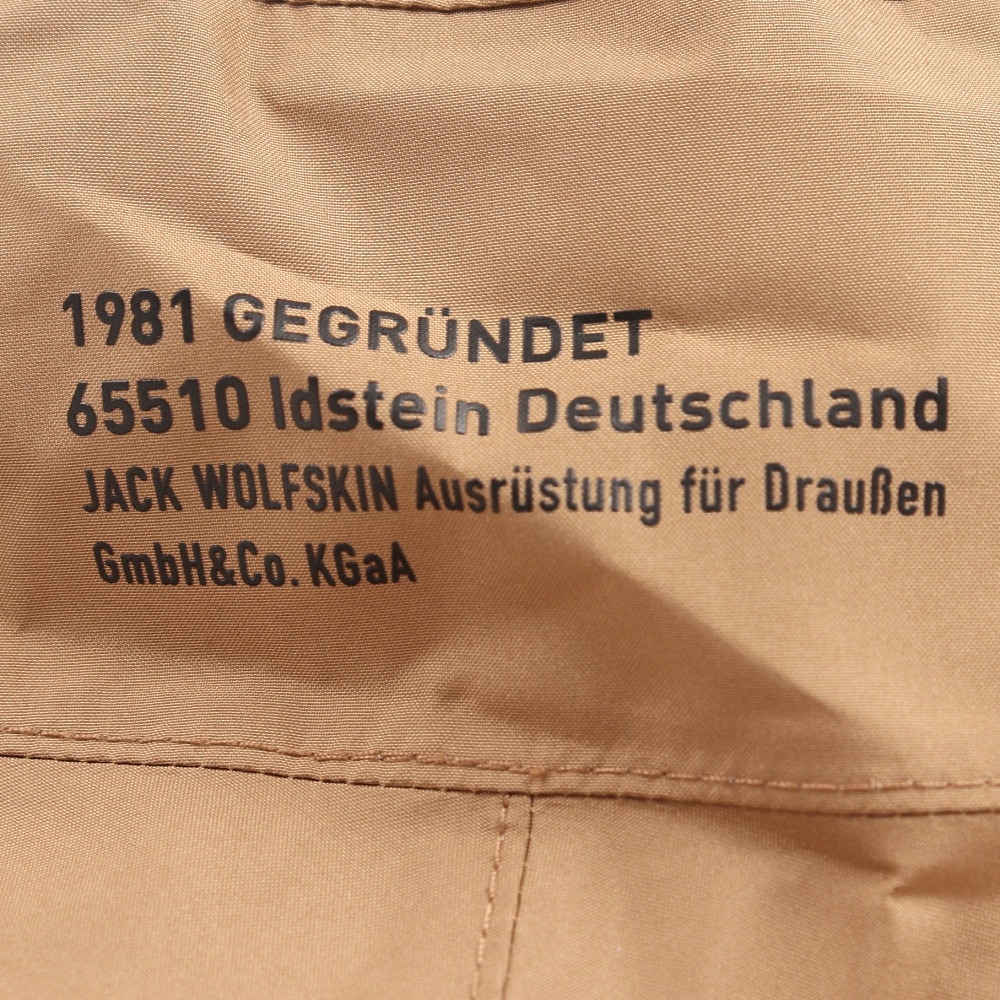 1981 GEGRÜNDET
65510 Idstein Deutschland
JACK WOLFSKIN Ausrüstung für Draußen
GmbH&Co. KGaA